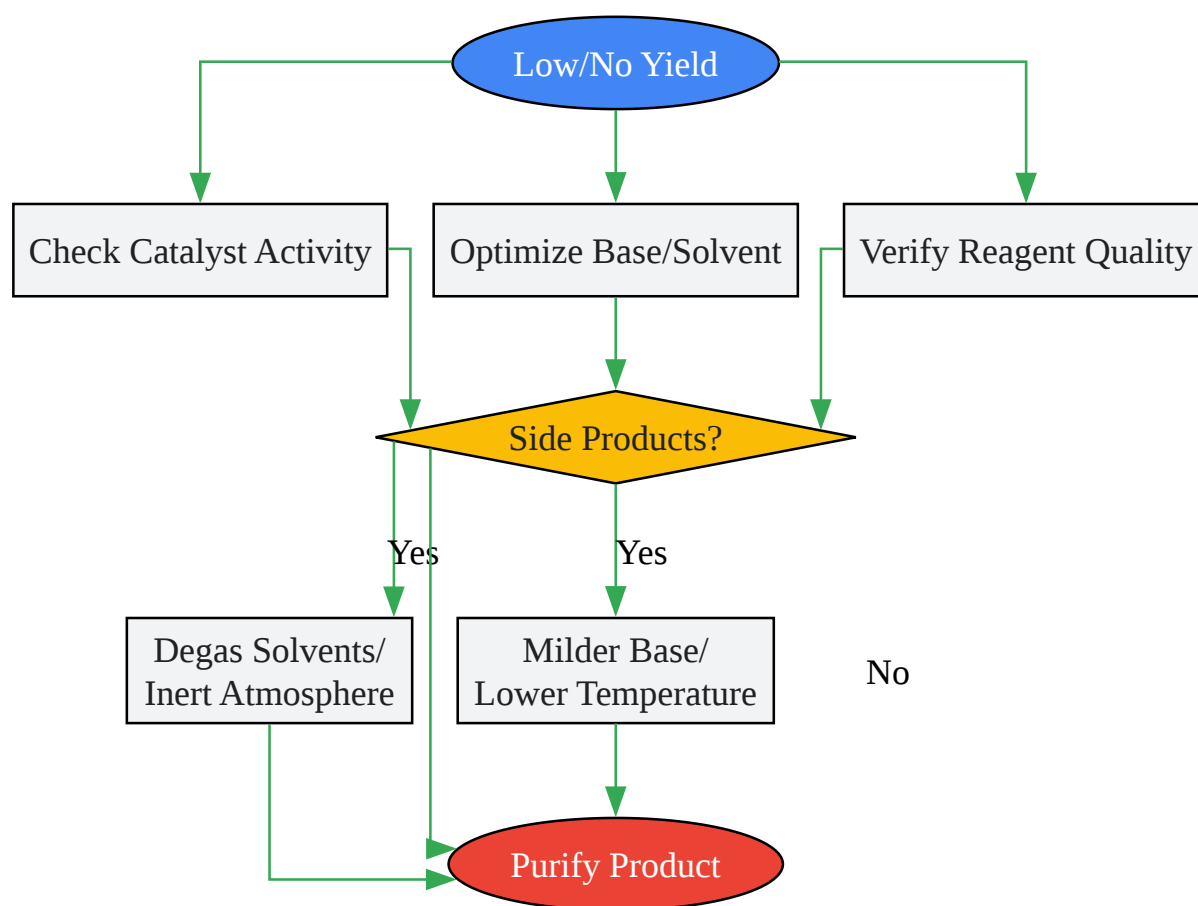 Low/No Yield
Check Catalyst Activity
Optimize Base/Solvent
Verify Reagent Quality
Side Products?
Yes
Yes
Degas Solvents/
Inert Atmosphere
Milder Base/
Lower Temperature
No
Purify Product